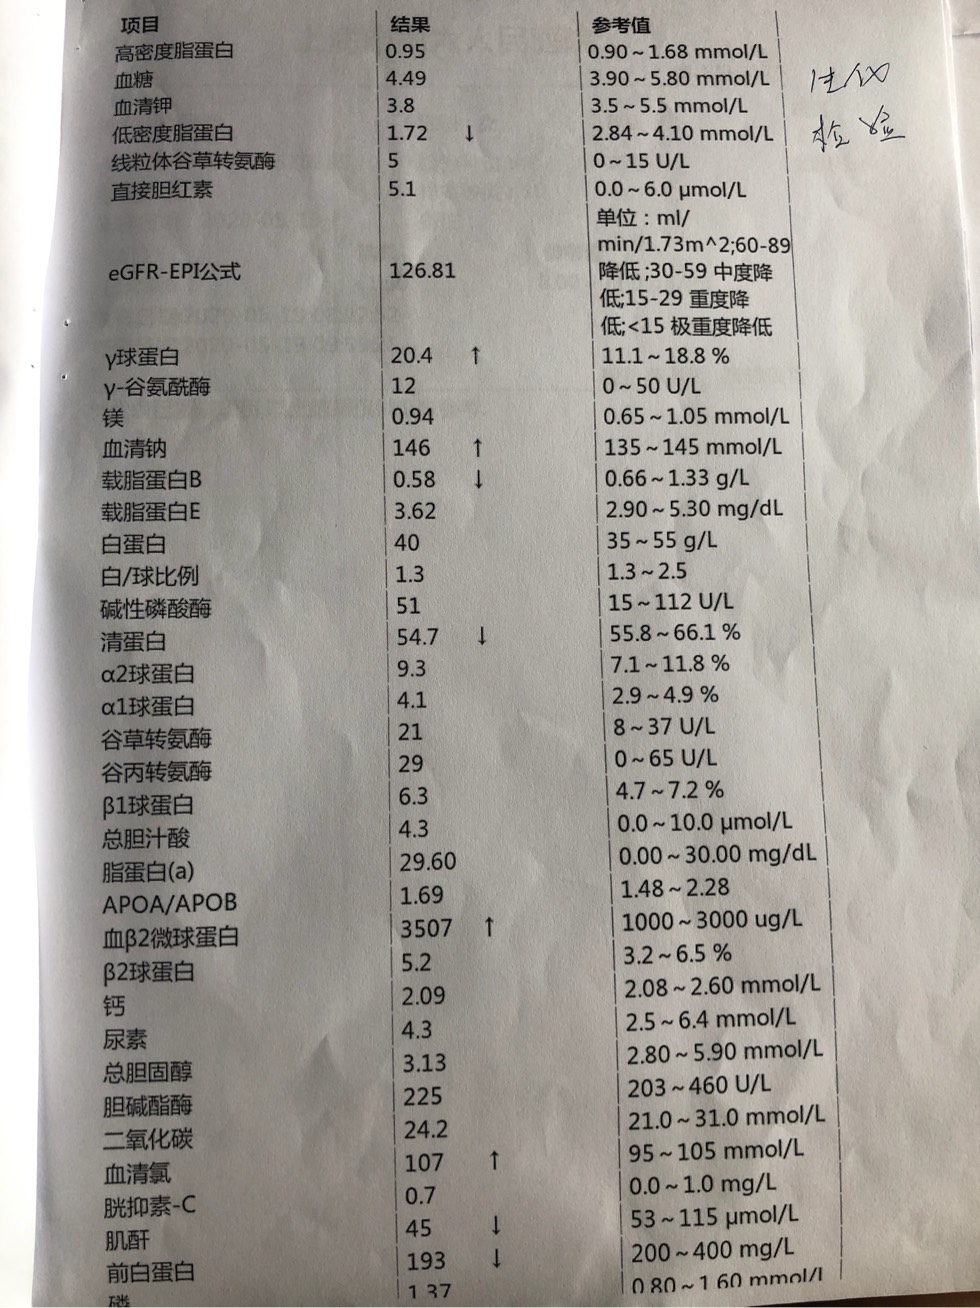 项目 结果 参考值
高密度脂蛋白 0.95 0.90~1.68 mmol/L
血糖 4.49 3.90~5.80 mmol/L
血清钾 3.8 3.5~5.5 mmol/L
低密度脂蛋白 1.72 ↓ 2.84~4.10 mmol/L
线粒体谷草转氨酶 5 0~15 U/L
直接胆红素 5.1 0.0~6.0 μmol/L
单位：ml/
min/1.73m^2;60-89
eGFR-EPI公式 126.81 降低;30-59 中度降
低;15-29 重度降
低;<15 极重度降低
γ球蛋白 20.4 ↑ 11.1~18.8 %
γ-谷氨酰酶 12 0~50 U/L
镁 0.94 0.65~1.05 mmol/L
血清钠 146 ↑ 135~145 mmol/L
载脂蛋白B 0.58 ↓ 0.66~1.33 g/L
载脂蛋白E 3.62 2.90~5.30 mg/dL
白蛋白 40 35~55 g/L
白/球比例 1.3 1.3~2.5
碱性磷酸酶 51 15~112 U/L
清蛋白 54.7 ↓ 55.8~66.1 %
α2球蛋白 9.3 7.1~11.8 %
α1球蛋白 4.1 2.9~4.9 %
谷草转氨酶 21 8~37 U/L
谷丙转氨酶 29 0~65 U/L
β1球蛋白 6.3 4.7~7.2 %
总胆汁酸 4.3 0.0~10.0 μmol/L
脂蛋白(a) 29.60 0.00~30.00 mg/dL
APOA/APOB 1.69 1.48~2.28
血β2微球蛋白 3507 ↑ 1000~3000 ug/L
β2球蛋白 5.2 3.2~6.5 %
钙 2.09 2.08~2.60 mmol/L
尿素 4.3 2.5~6.4 mmol/L
总胆固醇 3.13 2.80~5.90 mmol/L
胆碱酯酶 225 203~460 U/L
二氧化碳 24.2 21.0~31.0 mmol/L
血清氯 107 ↑ 95~105 mmol/L
胱抑素-C 0.7 0.0~1.0 mg/L
肌酐 45 ↓ 53~115 μmol/L
前白蛋白 193 ↓ 200~400 mg/L
磷 1.37 0.80~1.60 mmol/l
检验